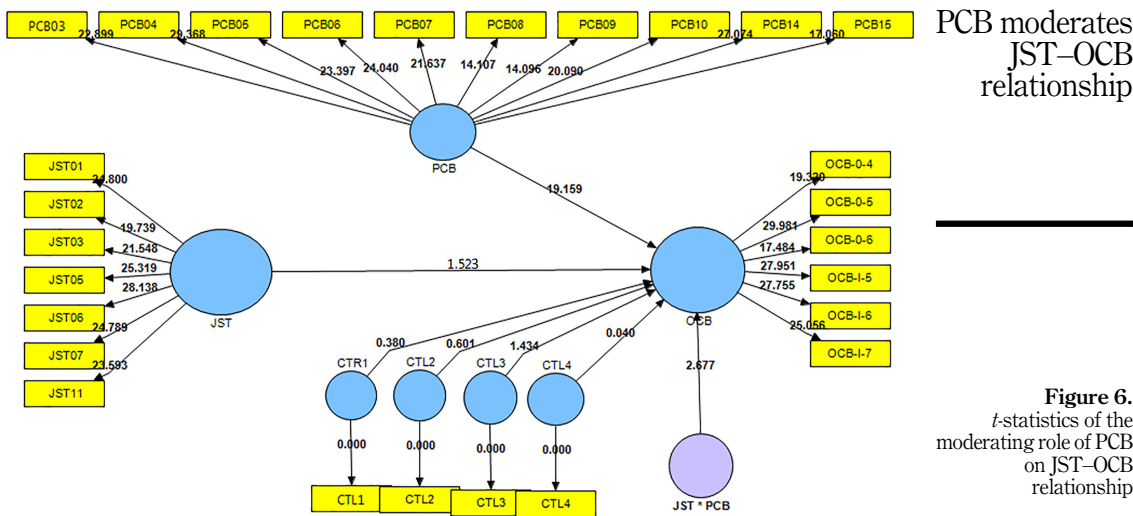 PCB03 PCB04 PCB05 PCB06 PCB07 PCB08 PCB09 PCB10 PCB14 PCB15
22.899 29.368 23.397 24.040 21.637 14.107 14.096 20.090 27.074 17.060
PCB
19.159
JST01
24.800
JST02
19.739
JST03
21.548
JST05
25.319
JST06
28.138
JST07
24.789
JST11
23.593
JST
1.523
OCB
OCB-0-4
19.320
OCB-0-5
29.981
OCB-0-6
17.484
OCB-I-5
27.951
OCB-I-6
27.755
OCB-I-7
25.056
0.380 0.601 1.434 0.040
2.677
CTR1 CTL2 CTL3 CTL4
0.000 0.000 0.000 0.000
CTL1 CTL2 CTL3 CTL4
JST * PCB
PCB moderates
JST–OCB
relationship
Figure 6.
t-statistics of the
moderating role of PCB
on JST–OCB
relationship